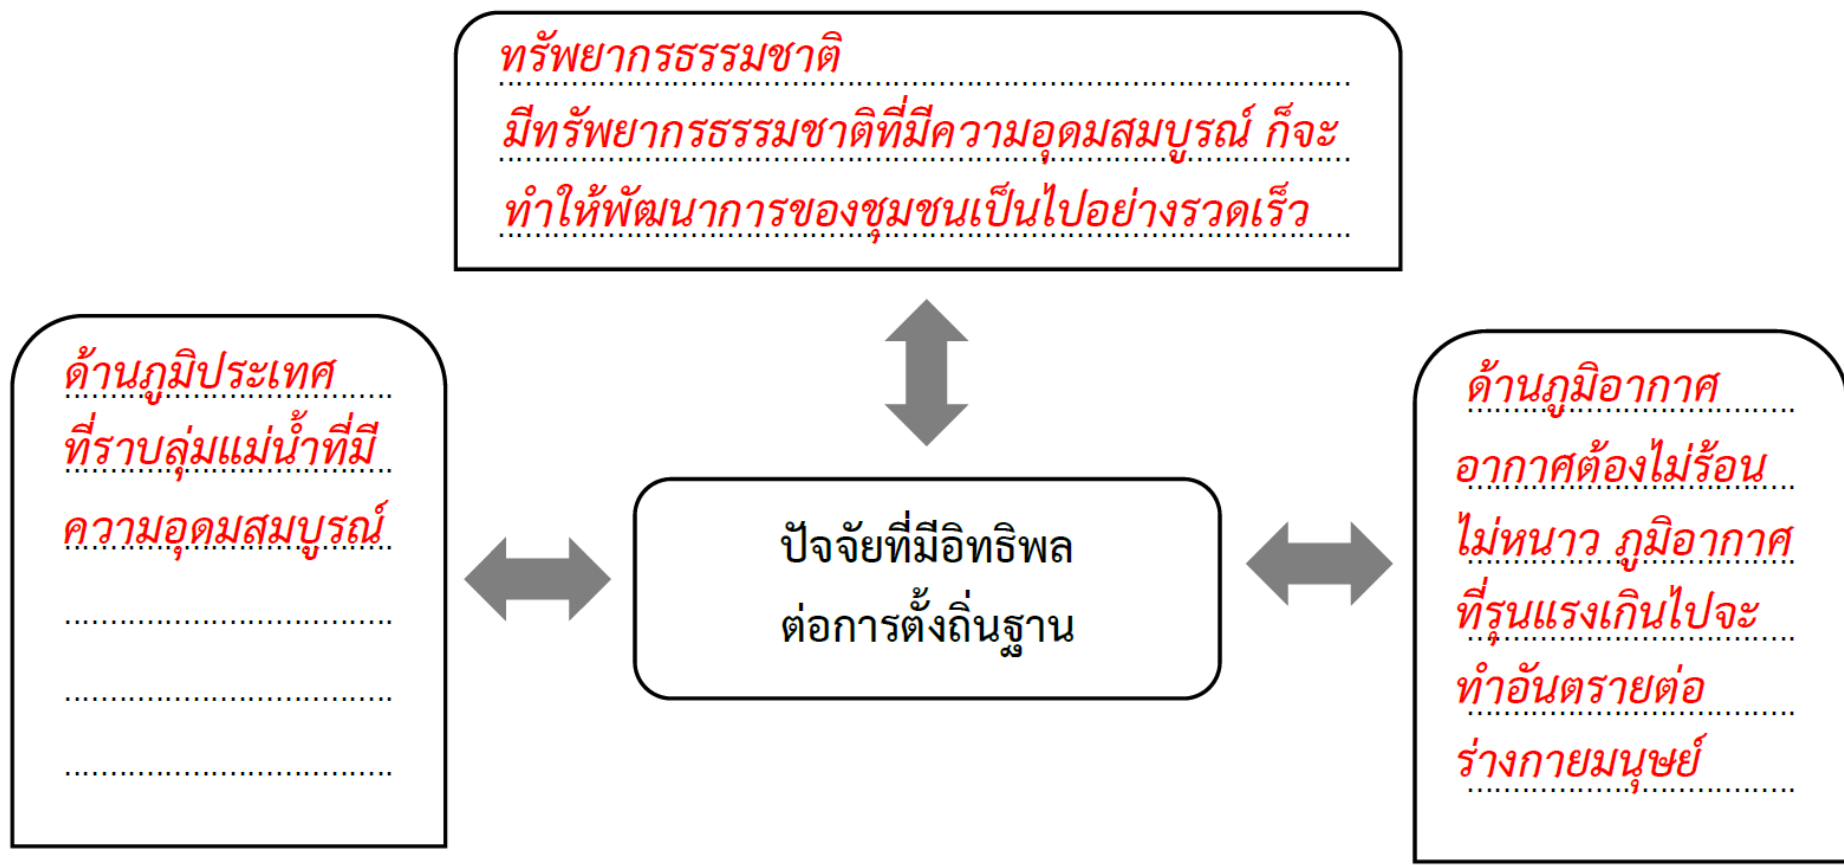 ทรัพยากรธรรมชาติ
มีทรัพยากรธรรมชาติที่มีความอุดมสมบูรณ์ ก็จะ
ทำให้พัฒนาการของชุมชนเป็นไปอย่างรวดเร็ว
ด้านภูมิประเทศ
ที่ราบลุ่มแม่น้ำที่มี
ความอุดมสมบูรณ์
ปัจจัยที่มีอิทธิพล
ต่อการตั้งถิ่นฐาน
ด้านภูมิอากาศ
อากาศต้องไม่ร้อน
ไม่หนาว ภูมิอากาศ
ที่รุนแรงเกินไปจะ
ทำอันตรายต่อ
ร่างกายมนุษย์